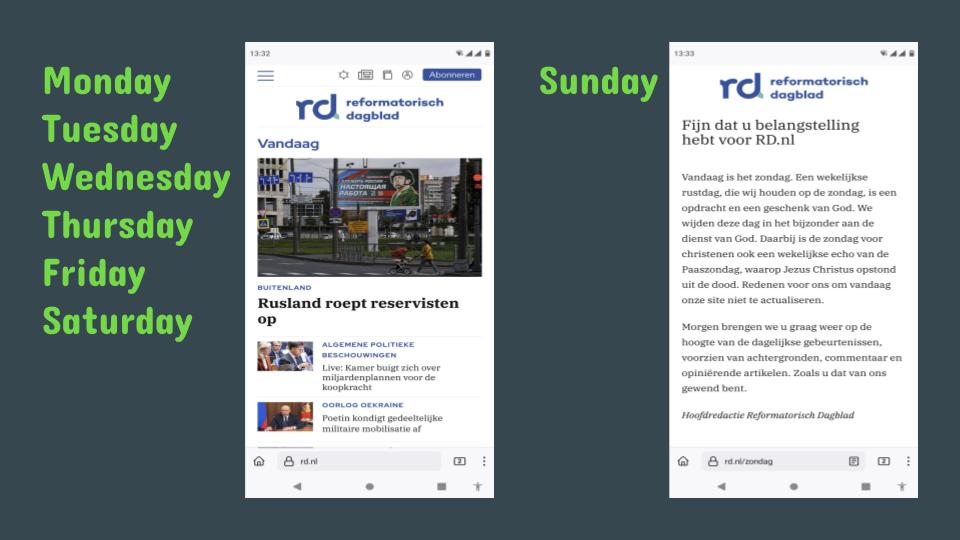 Monday
Tuesday
Wednesday
Thursday
Friday
Saturday
13:32
Abonneren
rd reformatorisch
dagblad
Vandaag
НАСТОЯЩАЯ
РАБОТА
BUITENLAND
Rusland roept reservisten
op
ALGEMENE POLITIEKE
BESCHOUWINGEN
Live: Kamer buigt zich over
miljardenplannen voor de
koopkracht
OORLOG OEKRAÏNE
Poetin kondigt gedeeltelijke
militaire mobilisatie af
rd.nl
2
Sunday
13:33
rd reformatorisch
dagblad
Fijn dat u belangstelling
hebt voor RD.nl
Vandaag is het zondag. Een wekelijkse
rustdag, die wij houden op de zondag, is een
opdracht en een geschenk van God. We
wijden deze dag in het bijzonder aan de
dienst van God. Daarbij is de zondag voor
christenen ook een wekelijkse echo van de
Paaszondag, waarop Jezus Christus opstond
uit de dood. Redenen voor ons om vandaag
onze site niet te actualiseren.
Morgen brengen we u graag weer op de
hoogte van de dagelijkse gebeurtenissen,
voorzien van achtergronden, commentaar en
opiniërende artikelen. Zoals u dat van ons
gewend bent.
Hoofdredactie Reformatorisch Dagblad
rd.nl/zondag
2